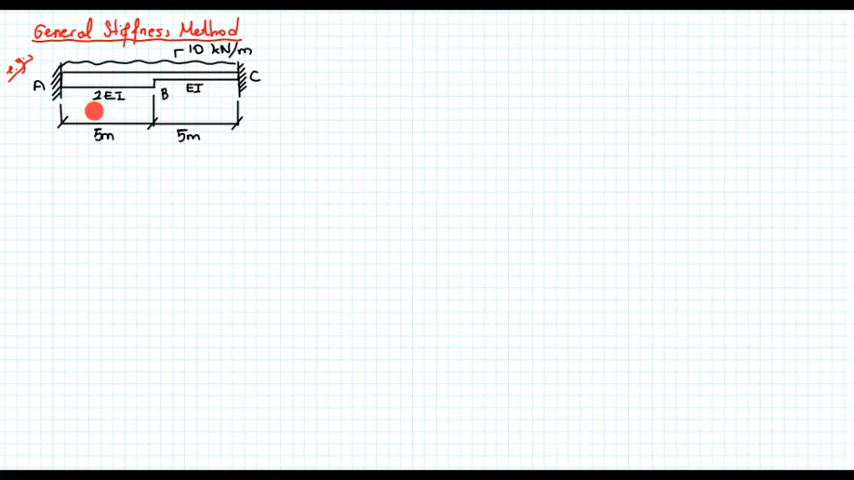 General Stiffness Method
10 kN/m
e.g.
A
C
2EI
B
EI
5m
5m